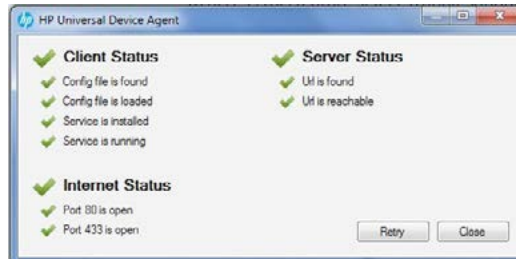 HP Universal Device Agent
Client Status
Config file is found
Config file is loaded
Service is installed
Service is running
Server Status
Url is found
Url is reachable
Internet Status
Port 80 is open
Port 433 is open
Retry
Close